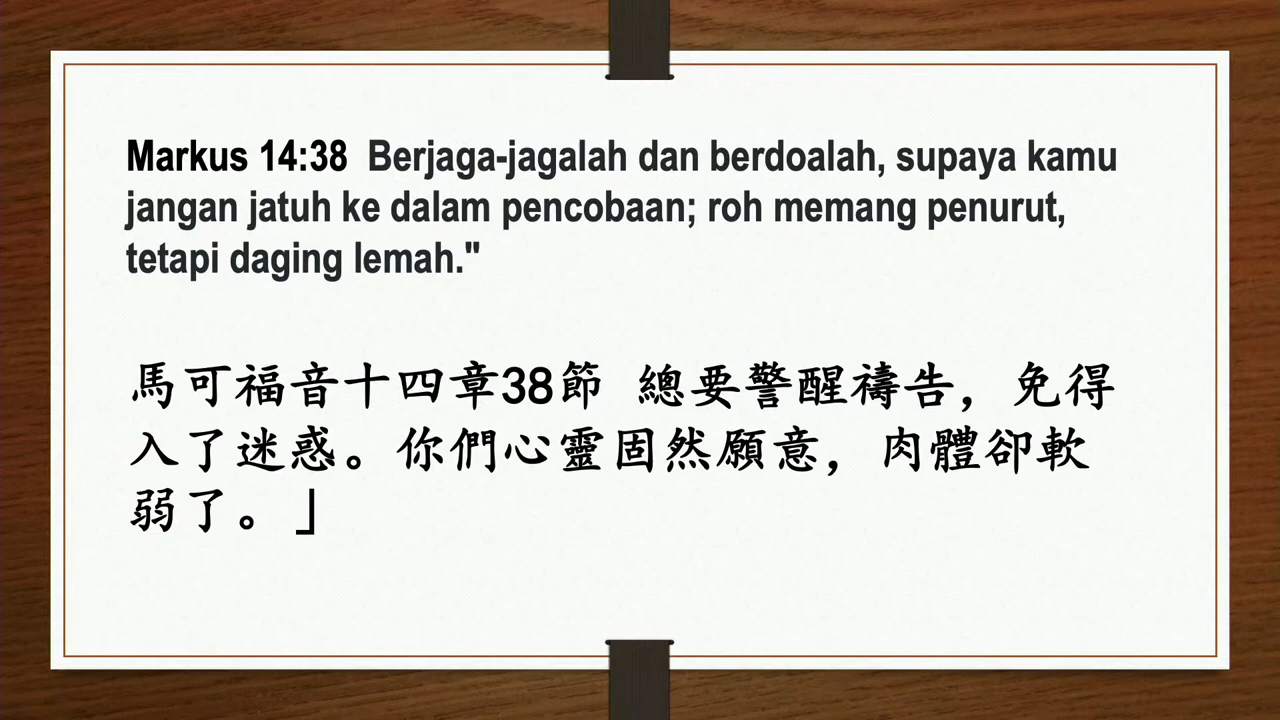 Markus 14:38  Berjaga-jagalah dan berdoalah, supaya kamu
jangan jatuh ke dalam pencobaan; roh memang penurut,
tetapi daging lemah."
馬可福音十四章38節  總要警醒禱告，免得
入了迷惑。你們心靈固然願意，肉體卻軟
弱了。」